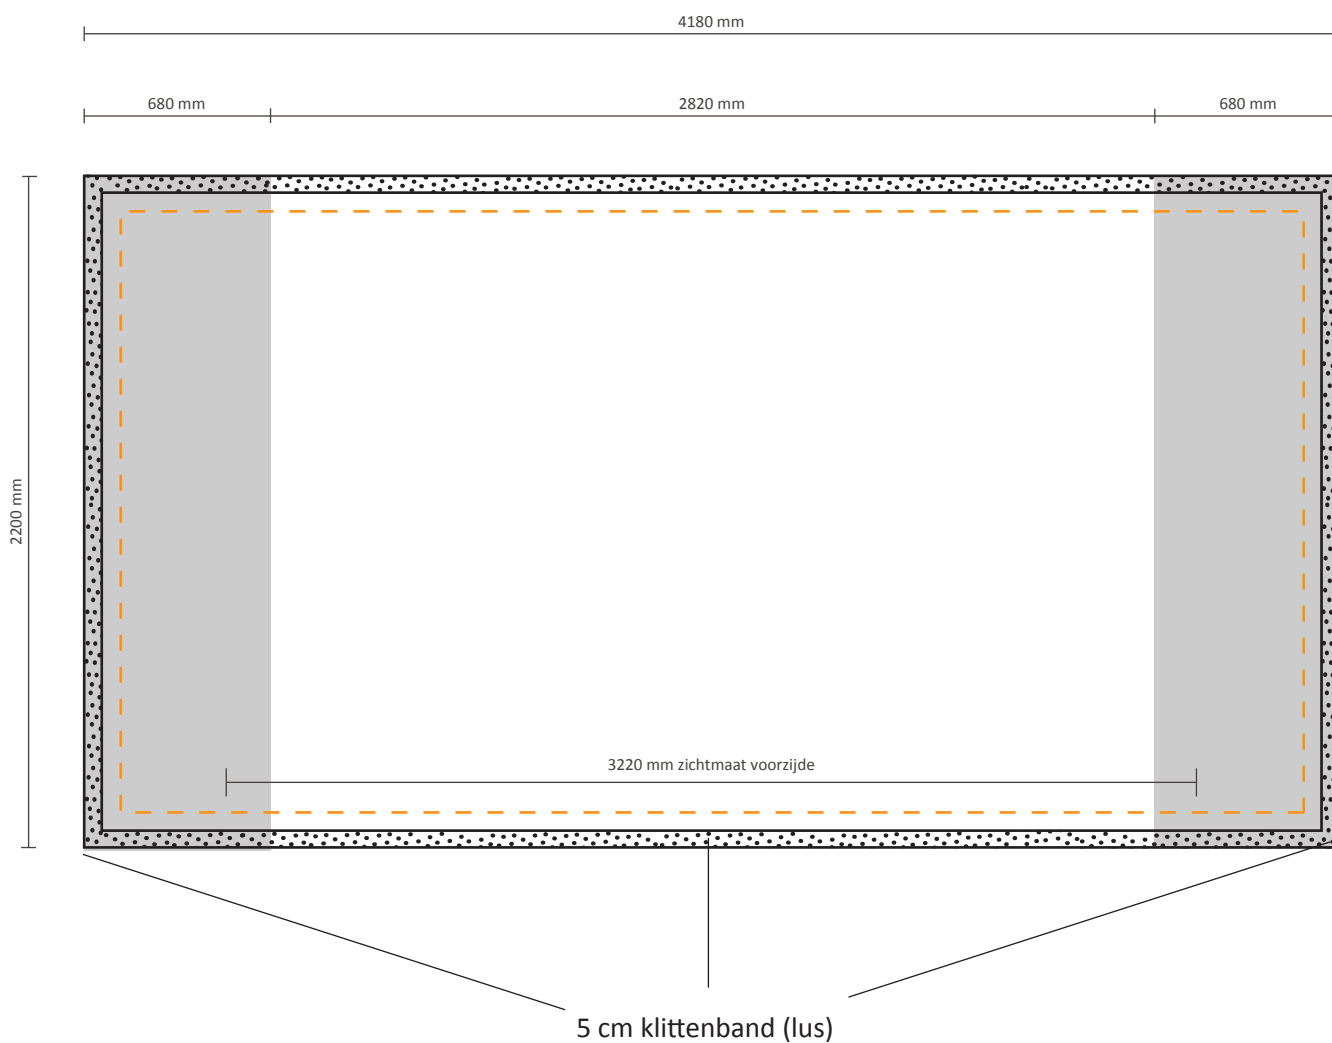 4180 mm
680 mm
2820 mm
680 mm
2200 mm
3220 mm zichtmaat voorzijde
5 cm klittenband (lus)